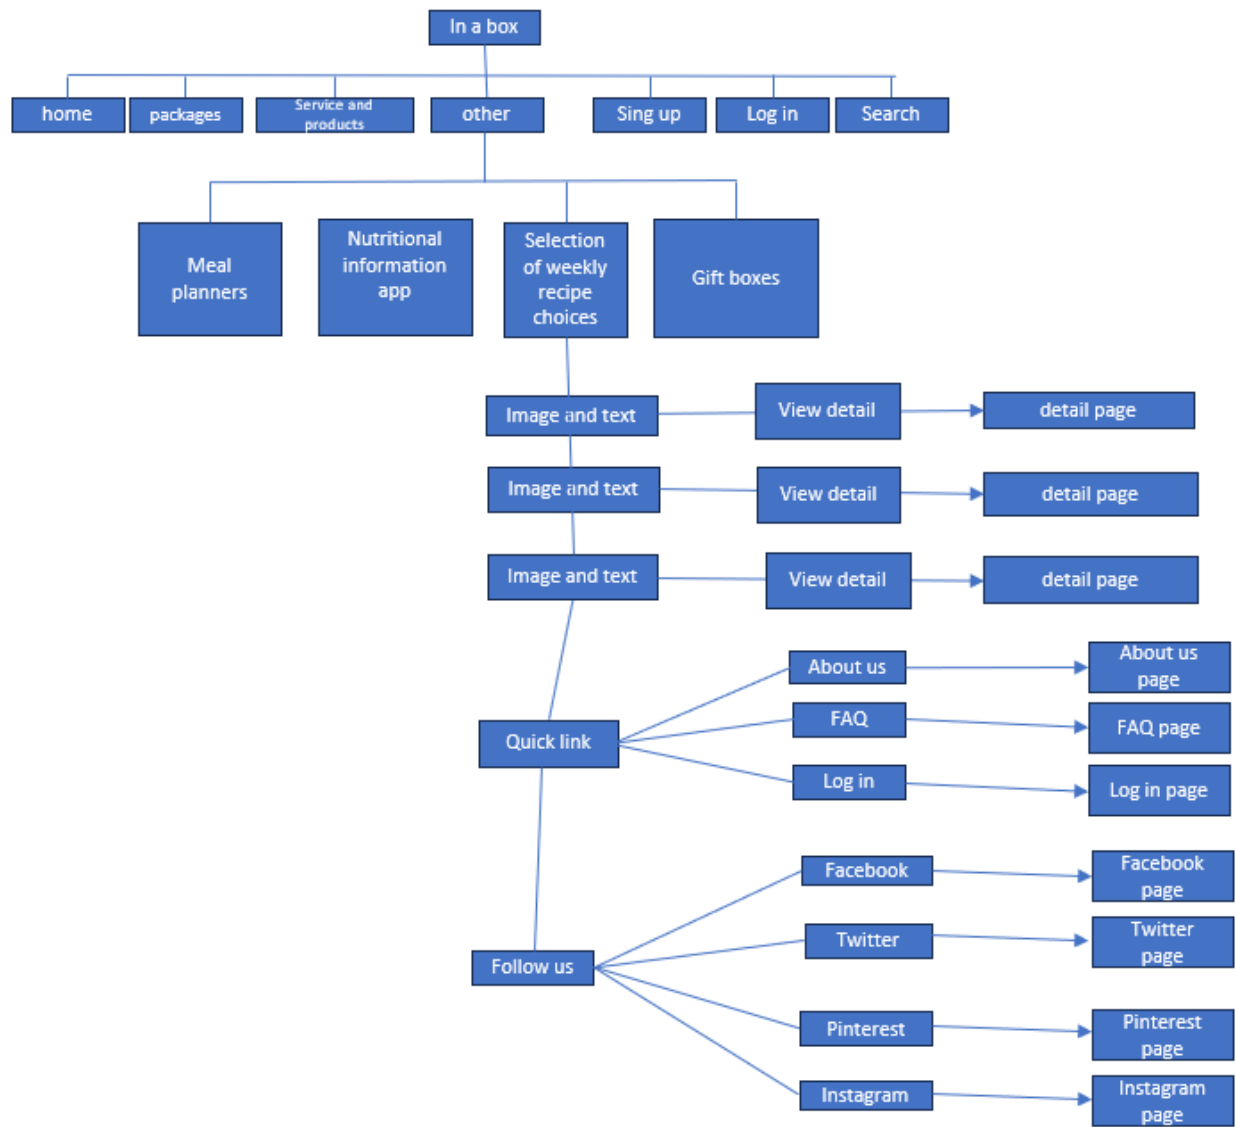 In a box
home
packages
Service and
products
other
Sing up
Log in
Search
Meal
planners
Nutritional
information
app
Selection
of weekly
recipe
choices
Gift boxes
Image and text
View detail
detail page
Image and text
View detail
detail page
Image and text
View detail
detail page
Quick link
About us
About us
page
FAQ
FAQ page
Log in
Log in page
Follow us
Facebook
Facebook
page
Twitter
Twitter
page
Pinterest
Pinterest
page
Instagram
Instagram
page